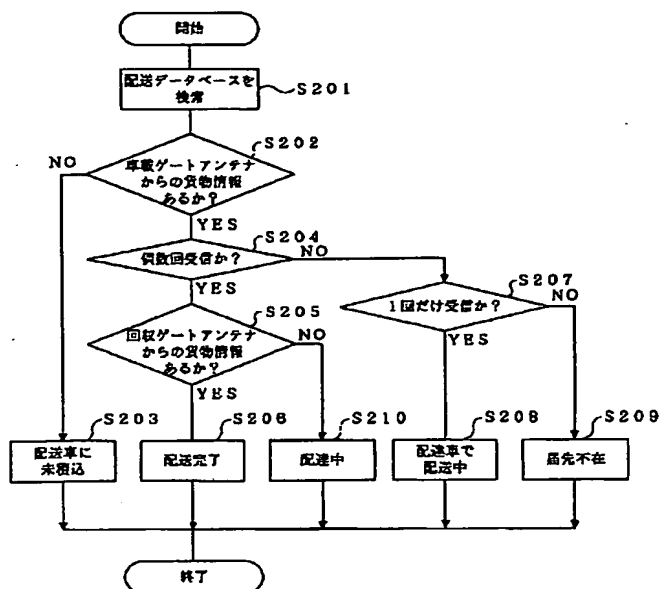 開始
配送データベースを
検索
S201
S202
車載ゲートアンテナ
からの貨物情報
あるか?
NO
YES
S204
偶数回受信か?
NO
YES
S207
1回だけ受信か?
NO
YES
S205
回収ゲートアンテナ
からの貨物情報
あるか?
NO
YES
S203
配送車に
未積込
S206
配送完了
S210
配達中
S208
配達車で
配送中
S209
届先不在
終了